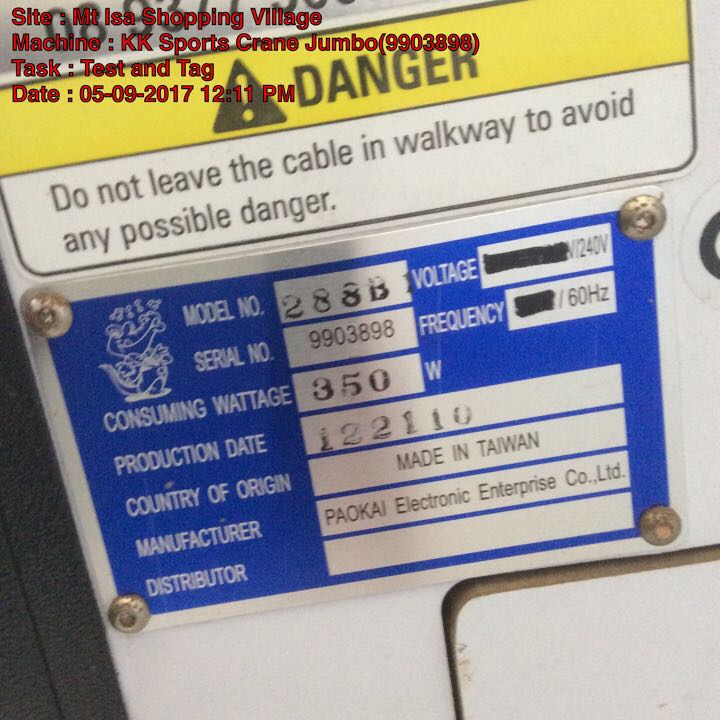 Site : Mt Isa Shopping Village
Machine : KK Sports Crane Jumbo(9903898)
Task : Test and Tag
Date : 05-09-2017 12:11 PM
DANGER
Do not leave the cable in walkway to avoid
any possible danger.
MODEL NO. 288B1 VOLTAGE V/240V
SERIAL NO. 9903898 FREQUENCY / 60Hz
CONSUMING WATTAGE 350 W
PRODUCTION DATE 122110
COUNTRY OF ORIGIN MADE IN TAIWAN
MANUFACTURER PAOKAI Electronic Enterprise Co.,Ltd.
DISTRIBUTOR